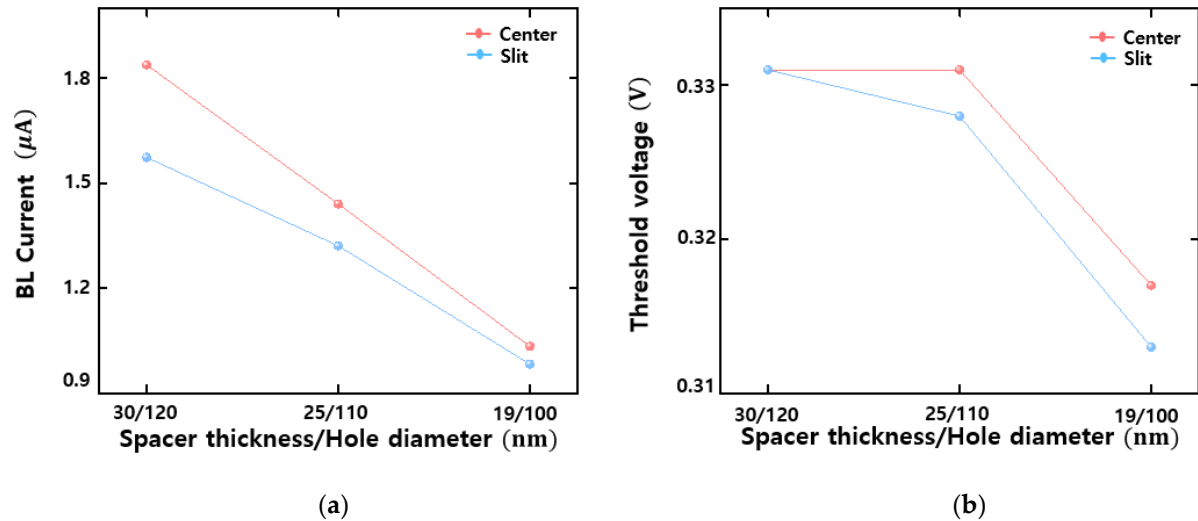 Center
Slit
1.8
1.5
1.2
0.9
BL Current (μA)
30/120
25/110
19/100
Spacer thickness/Hole diameter (nm)
(a)
Center
Slit
0.33
0.32
0.31
Threshold voltage (V)
30/120
25/110
19/100
Spacer thickness/Hole diameter (nm)
(b)